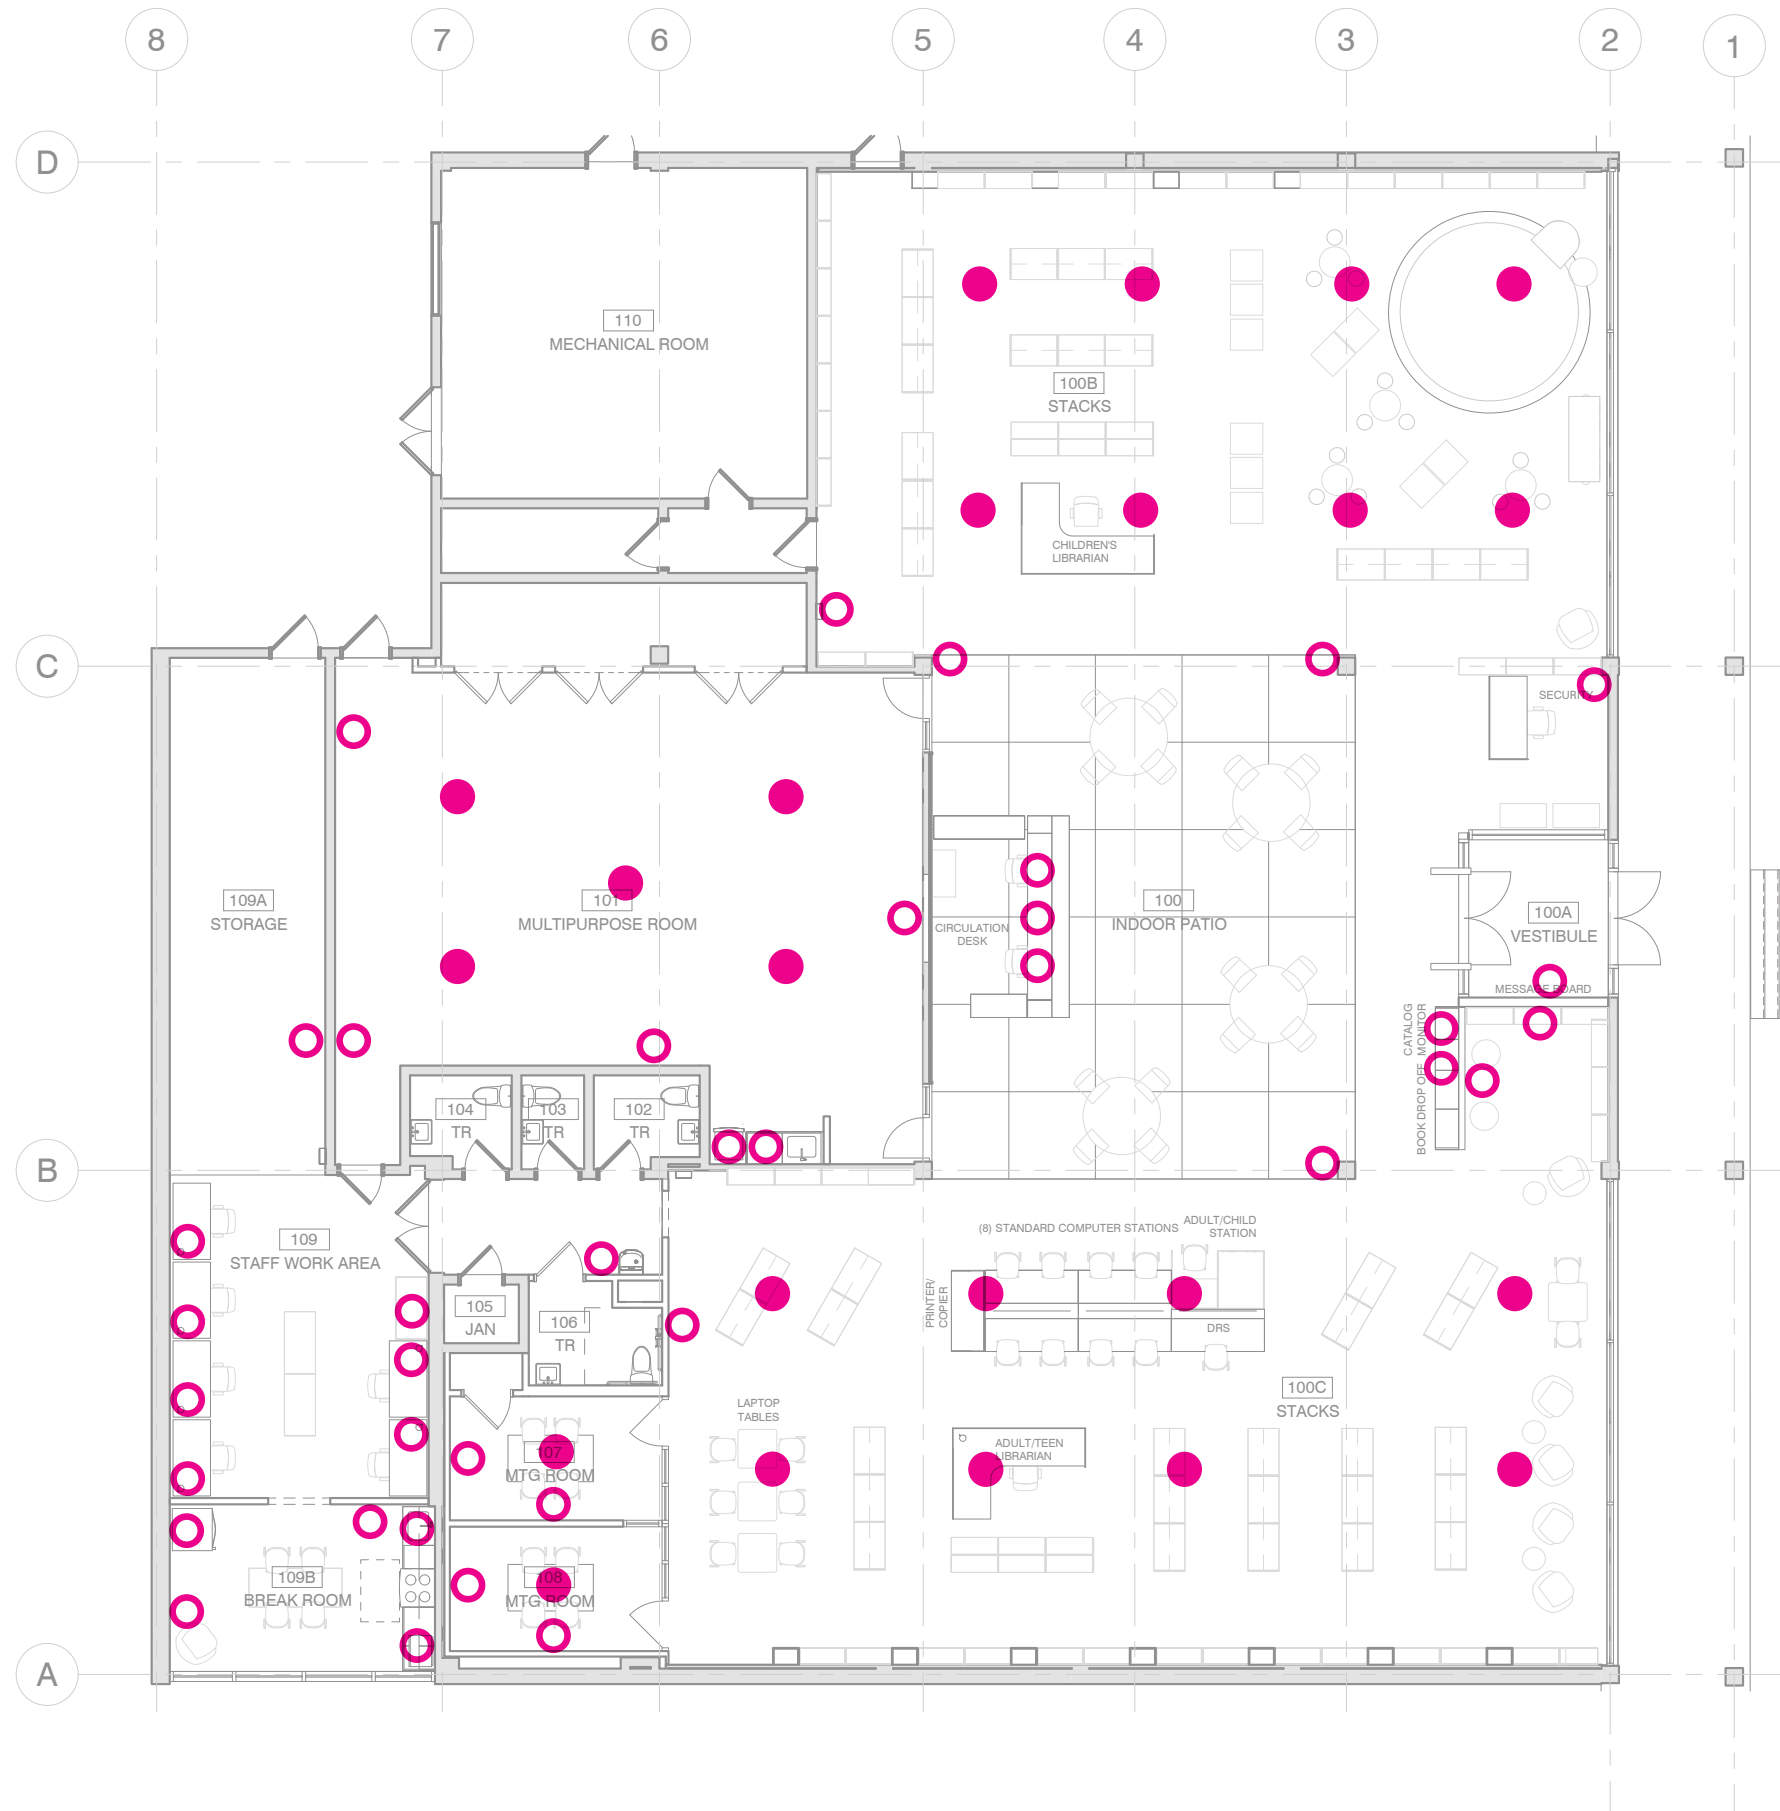 8
7
6
5
4
3
2
1
D
C
B
A
110
MECHANICAL ROOM
100B
STACKS
CHILDREN'S
LIBRARIAN
SECURITY
109A
STORAGE
101
MULTIPURPOSE ROOM
CIRCULATION
DESK
100
INDOOR PATIO
100A
VESTIBULE
MESSAGE BOARD
CATALOG
MONITOR
BOOK DROP OFF
104
TR
103
TR
102
TR
109
STAFF WORK AREA
105
JAN
106
TR
(8) STANDARD COMPUTER STATIONS
ADULT/CHILD
STATION
PRINTER/
COPIER
DRS
100C
STACKS
LAPTOP
TABLES
ADULT/TEEN
LIBRARIAN
107
MTG ROOM
108
MTG ROOM
109B
BREAK ROOM